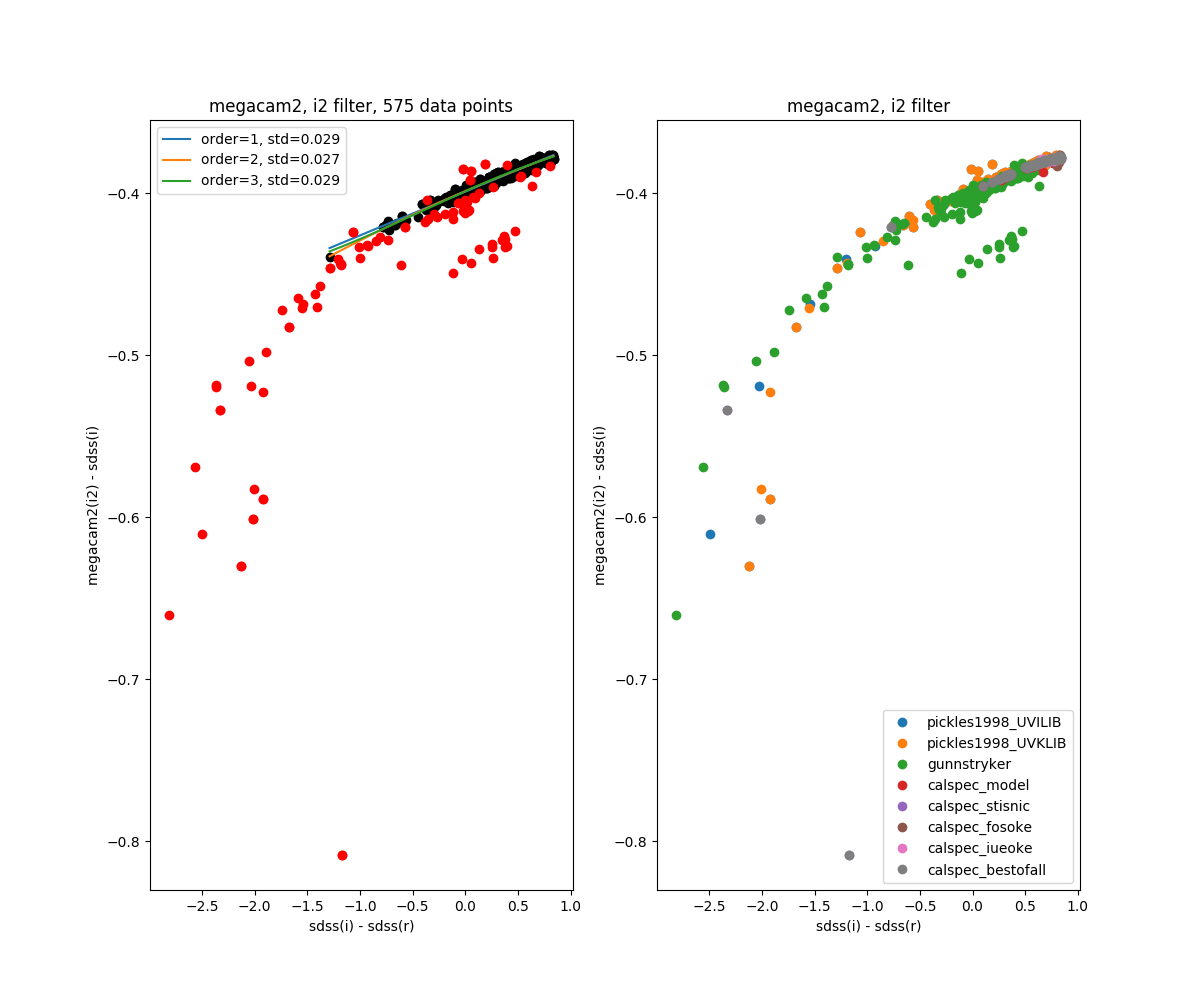 megacam2, i2 filter, 575 data points
order=1, std=0.029
order=2, std=0.027
order=3, std=0.029
−0.4
−0.5
−0.6
−0.7
−0.8
megacam2(i2) - sdss(i)
−2.5 −2.0 −1.5 −1.0 −0.5 0.0 0.5 1.0
sdss(i) - sdss(r)
megacam2, i2 filter
−0.4
−0.5
−0.6
−0.7
−0.8
megacam2(i2) - sdss(i)
pickles1998_UVILIB
pickles1998_UVKLIB
gunnstryker
calspec_model
calspec_stisnic
calspec_fosoke
calspec_iueoke
calspec_bestofall
−2.5 −2.0 −1.5 −1.0 −0.5 0.0 0.5 1.0
sdss(i) - sdss(r)